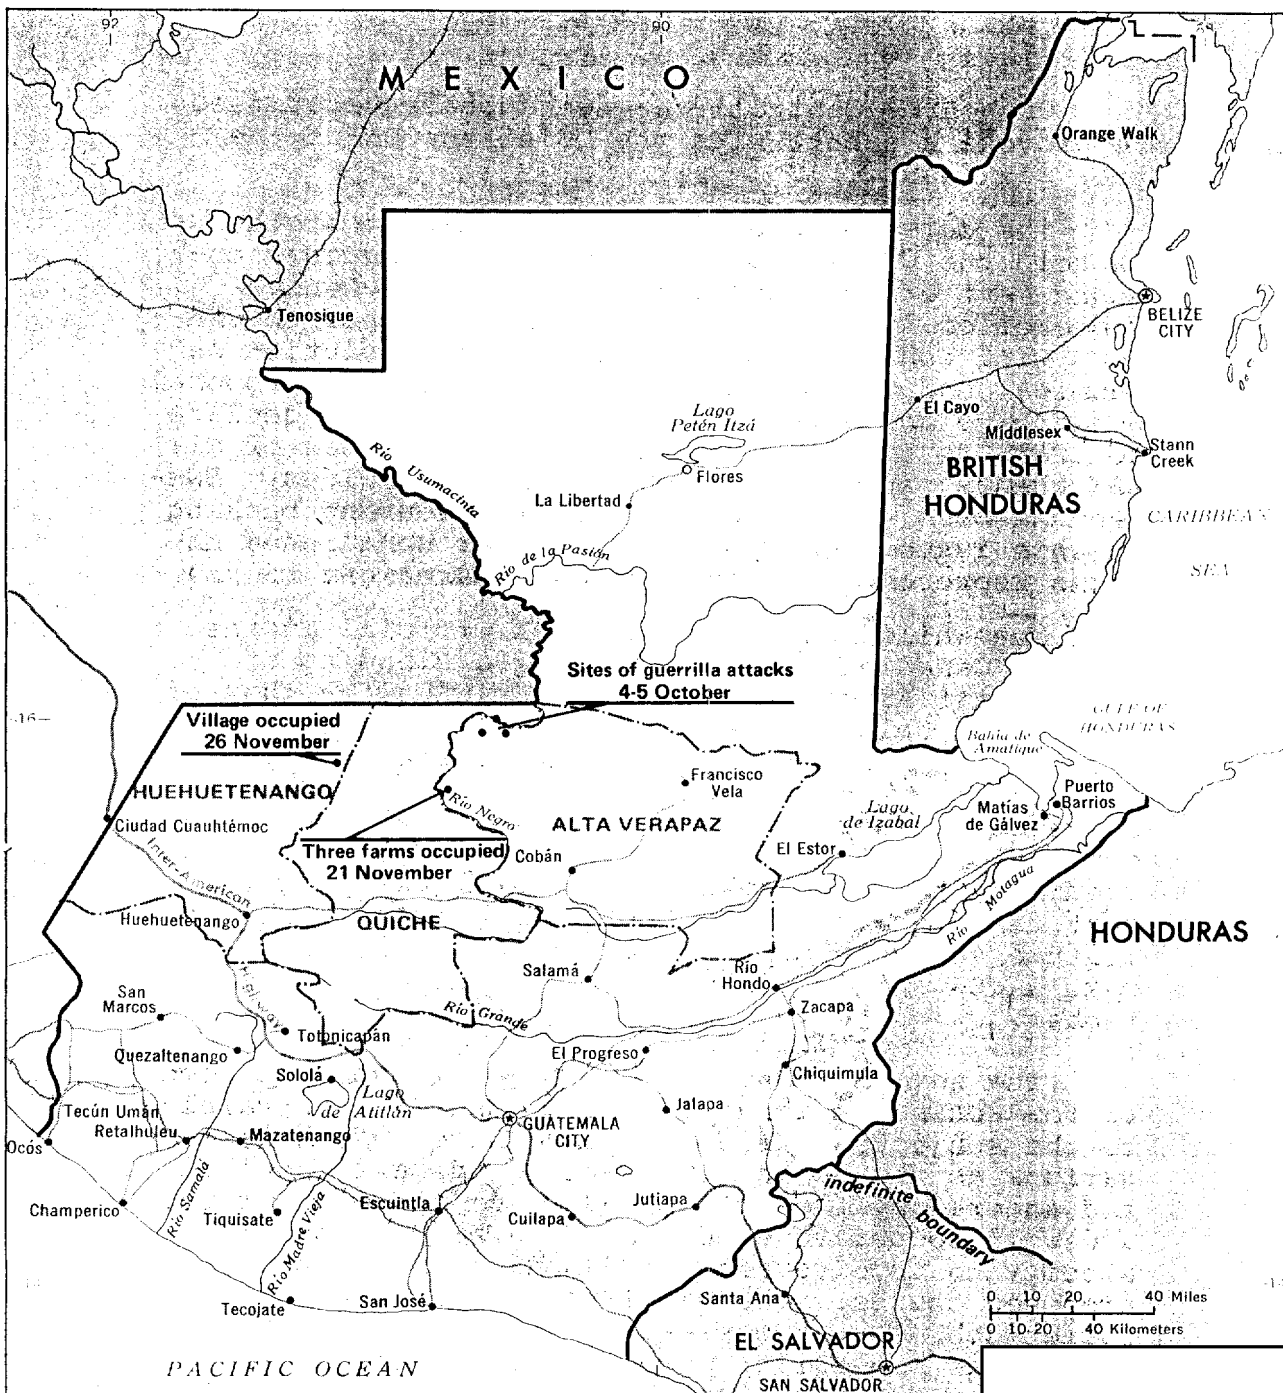 92
90
MEXICO
Orange Walk
Tenosique
BELIZE
CITY
Lago
Petén Itzá
El Cayo
Middlesex
Stann
Creek
Flores
BRITISH
HONDURAS
Río Usumacinta
La Libertad
CARIBBEAN
SEA
Río de la Pasión
Sites of guerrilla attacks
4-5 October
16
Village occupied
26 November
GULF OF
HONDURAS
Bahía de
Amatique
HUEHUETENANGO
Francisco
Vela
Puerto
Barrios
Río Negro
Lago
de Izabal
Matías
de Gálvez
Ciudad Cuauhtémoc
ALTA VERAPAZ
Three farms occupied
21 November
Cobán
El Estor
Inter-American
Highway
Huehuetenango
QUICHE
Río Motagua
HONDURAS
Salamá
Río
Hondo
San
Marcos
Río Grande
Zacapa
Totonicapán
Quezaltenango
El Progreso
Chiquimula
Sololá
Lago
de Atitlán
Jalapa
Tecún Umán
Retalhuleu
Mazatenango
GUATEMALA
CITY
Ocós
Río Samalá
Champerico
Tiquisate
Río Madre Vieja
Escuintla
Cuilapa
Jutiapa
indefinite
boundary
Tecojate
San José
Santa Ana
0 10 20 40 Miles
0 10 20 40 Kilometers
EL SALVADOR
PACIFIC OCEAN
SAN SALVADOR